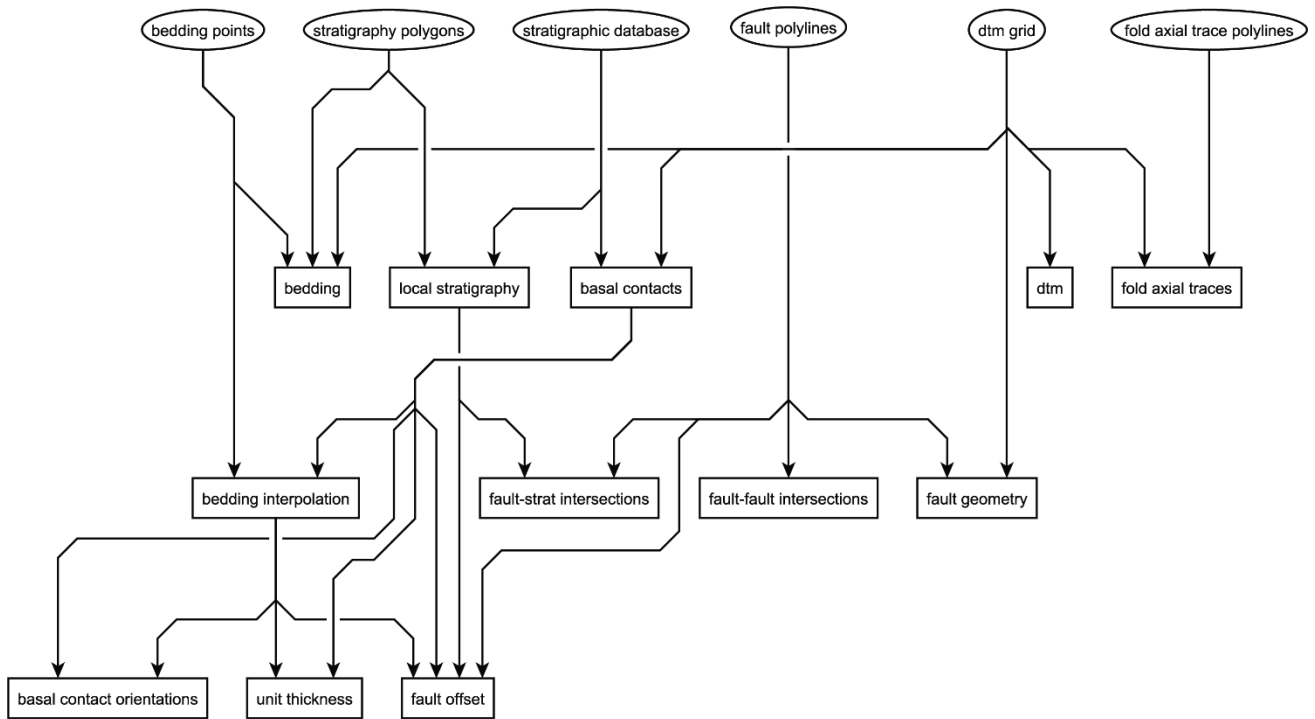 bedding points
stratigraphy polygons
stratigraphic database
fault polylines
dtm grid
fold axial trace polylines
bedding
local stratigraphy
basal contacts
dtm
fold axial traces
bedding interpolation
fault-strat intersections
fault-fault intersections
fault geometry
basal contact orientations
unit thickness
fault offset